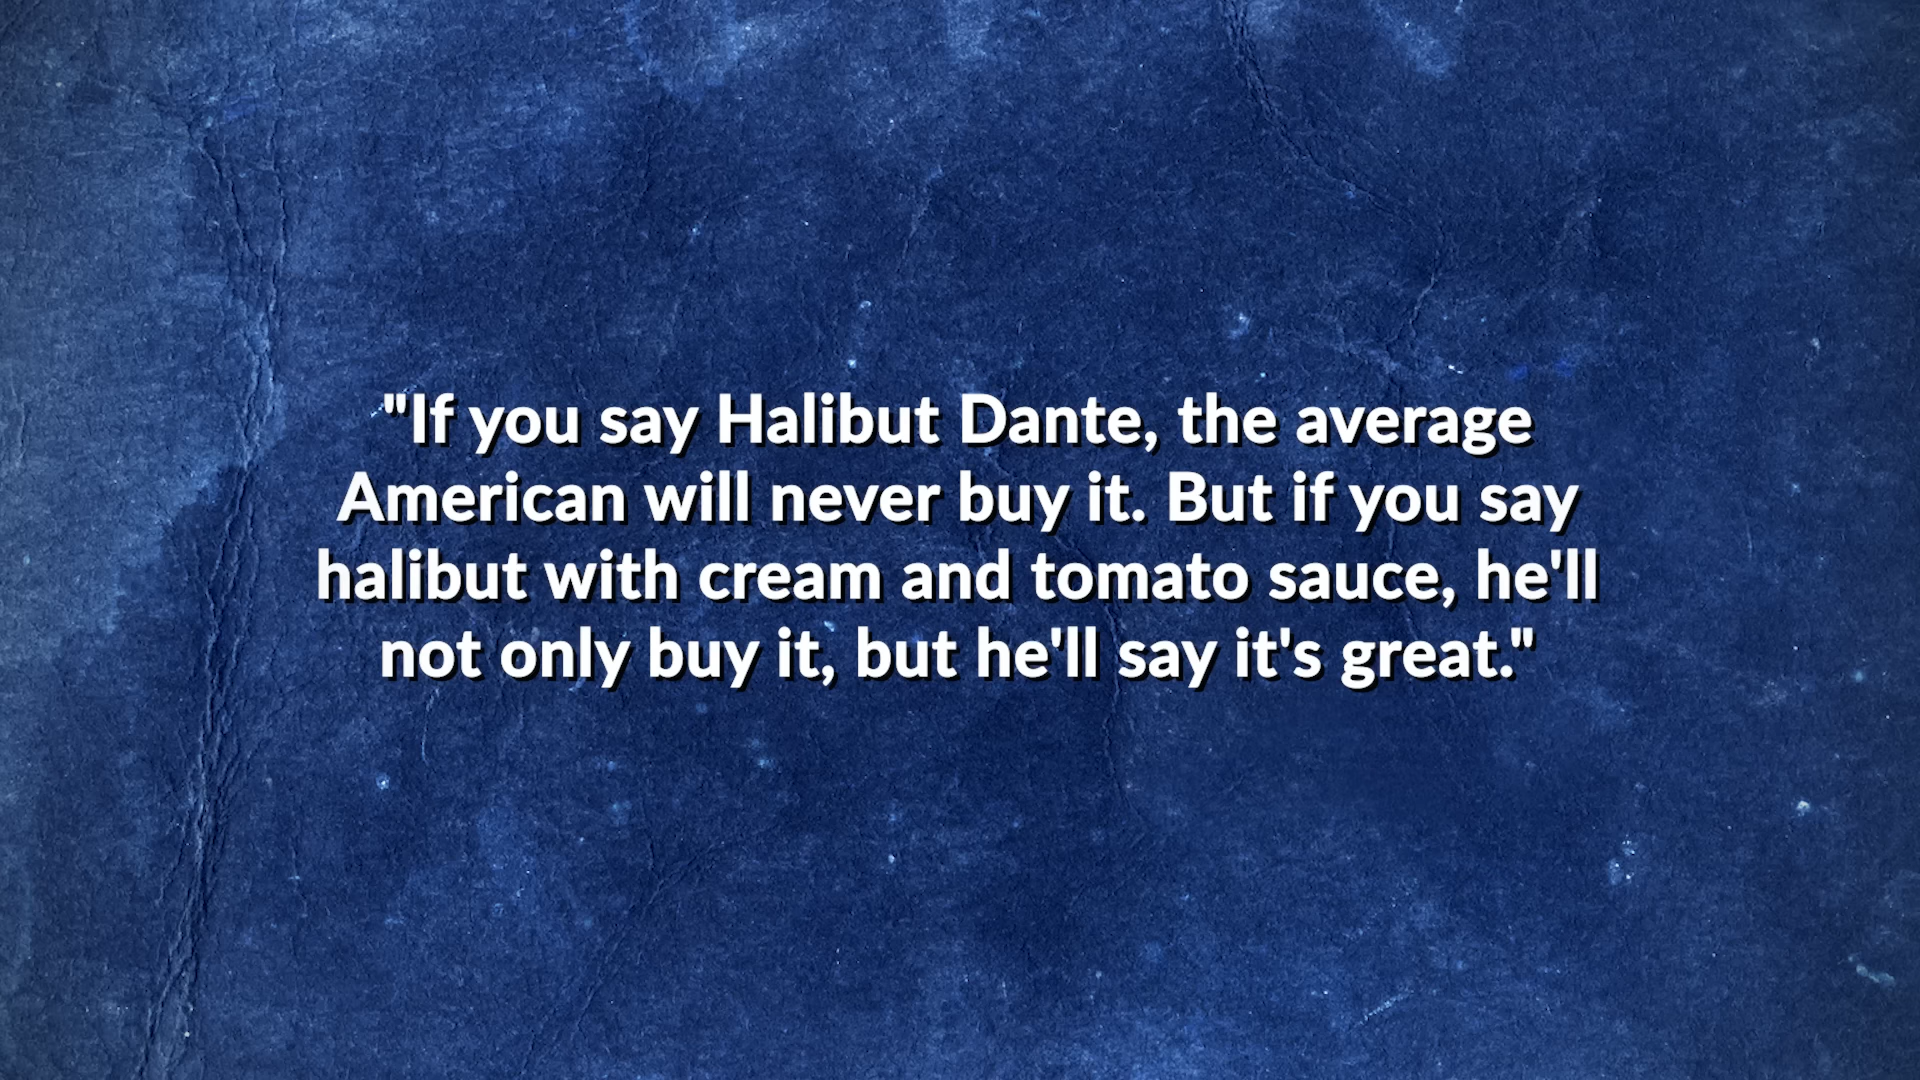 "If you say Halibut Dante, the average
American will never buy it. But if you say
halibut with cream and tomato sauce, he'll
not only buy it, but he'll say it's great."